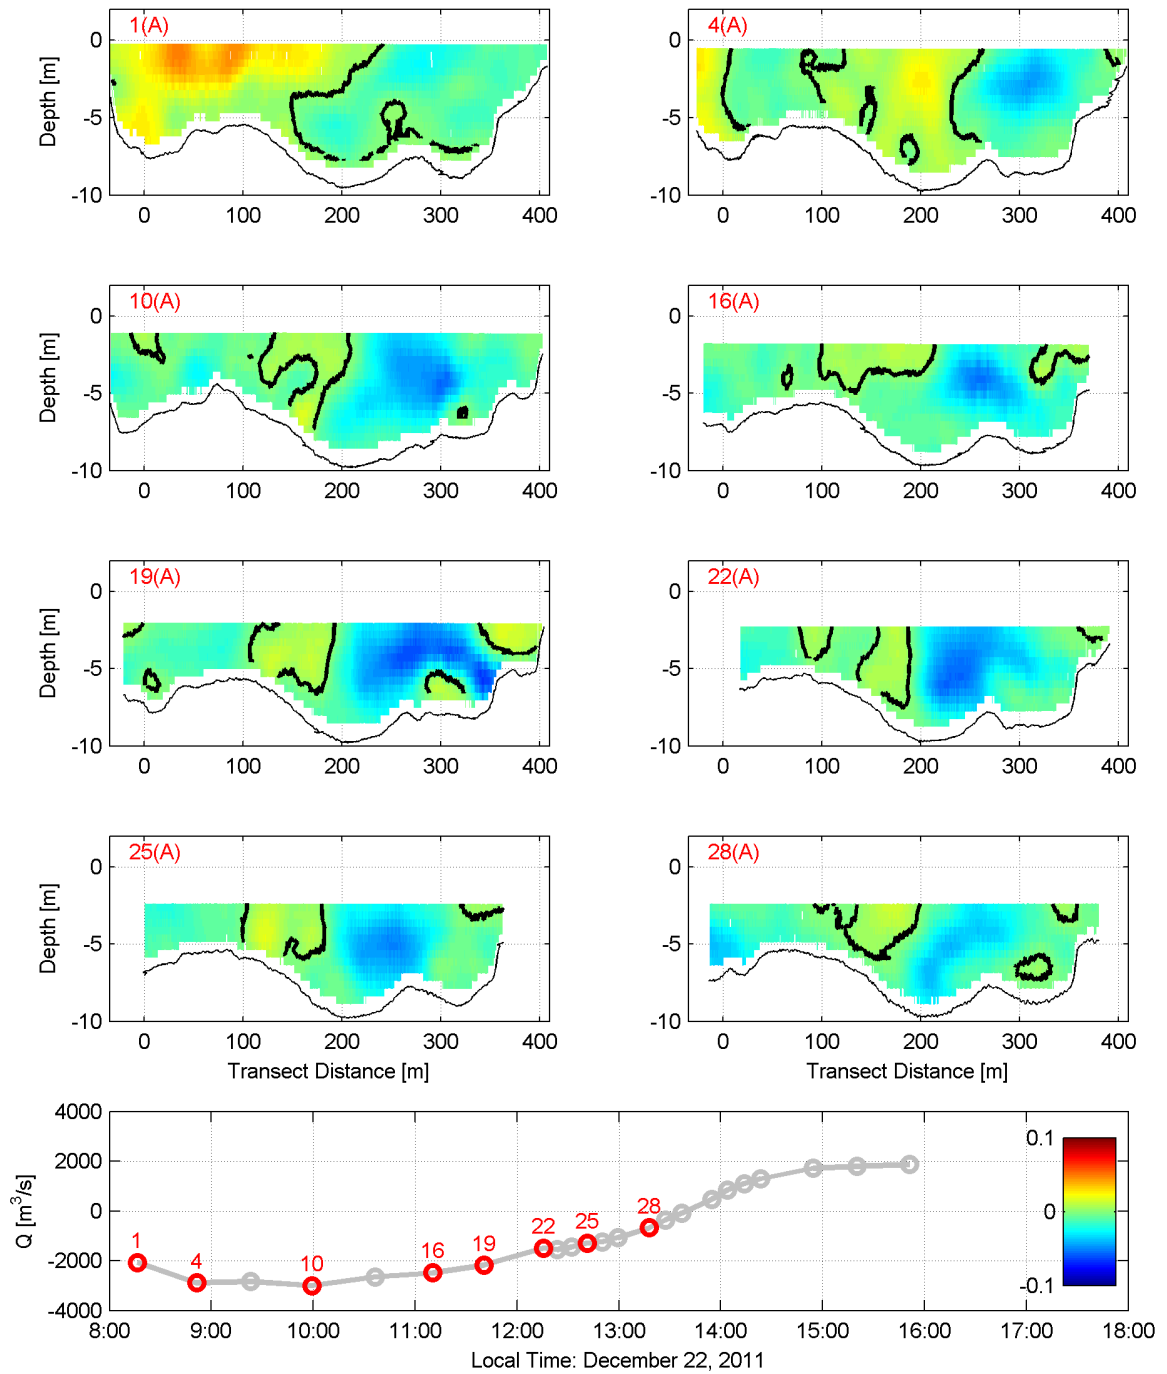 1(A)
4(A)
0
-5
-10
Depth [m]
0 100 200 300 400
0
-5
-10
0 100 200 300 400
10(A)
16(A)
0
-5
-10
Depth [m]
0 100 200 300 400
0
-5
-10
0 100 200 300 400
19(A)
22(A)
0
-5
-10
Depth [m]
0 100 200 300 400
0
-5
-10
0 100 200 300 400
25(A)
28(A)
0
-5
-10
Depth [m]
0 100 200 300 400
Transect Distance [m]
0
-5
-10
0 100 200 300 400
Transect Distance [m]
4000
2000
0
-2000
-4000
Q [m³/s]
1
4
10
16
19
22
25
28
0.1
0
-0.1
8:00 9:00 10:00 11:00 12:00 13:00 14:00 15:00 16:00 17:00 18:00
Local Time: December 22, 2011